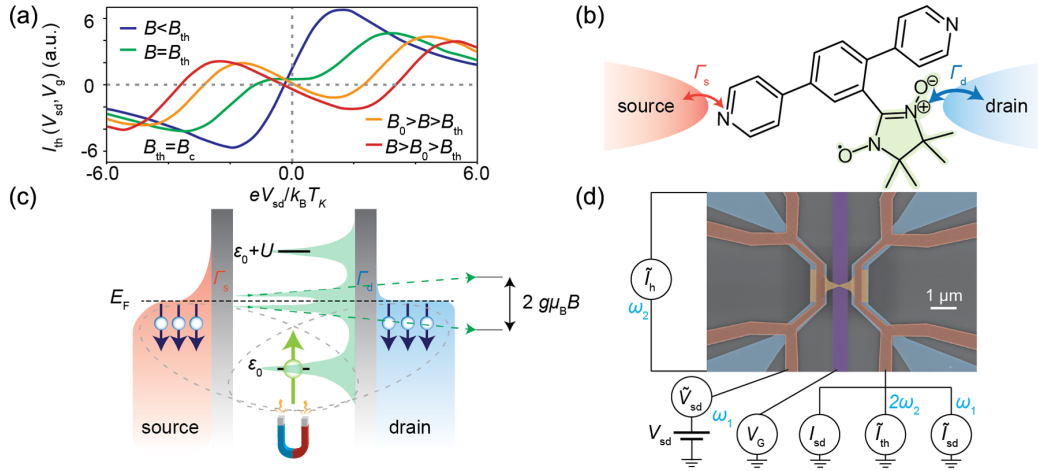 (a)
I_th (V_sd, V_g) (a.u.)
6
0
-6
B<B_th
B=B_th
B_0>B>B_th
B>B_0>B_th
B_th=B_c
-6.0
0.0
6.0
eV_sd/k_BT_K
(b)
source
Γ_s
N
N
O⊖
⊕
N
N
·O
Γ_d
drain
(c)
ε_0+U
Γ_s
Γ_d
E_F
2 gμ_BB
ε_0
source
drain
(d)
Ĩ_h
ω_2
1 μm
Ṽ_sd
ω_1
V_sd
V_G
I_sd
2ω_2
Ĩ_th
ω_1
Ĩ_sd